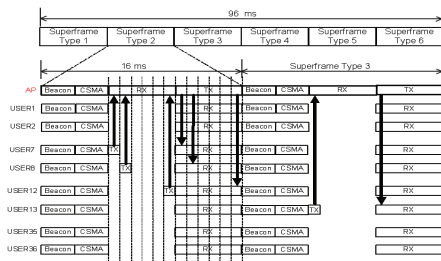 96 ms
Superframe Type 1 Superframe Type 2 Superframe Type 3 Superframe Type 4 Superframe Type 5 Superframe Type 6
16 ms Superframe Type 3
AP Beacon CSMA RX TX Beacon CSMA RX TX
USER1 Beacon CSMA RX Beacon CSMA RX
USER2 Beacon CSMA RX Beacon CSMA RX
USER7 Beacon CSMA TX RX Beacon CSMA RX
USER8 Beacon CSMA TX RX Beacon CSMA RX
USER12 Beacon CSMA TX RX Beacon CSMA RX
USER13 Beacon CSMA RX Beacon CSMA TX RX
USER35 Beacon CSMA RX Beacon CSMA RX
USER36 Beacon CSMA RX Beacon CSMA RX